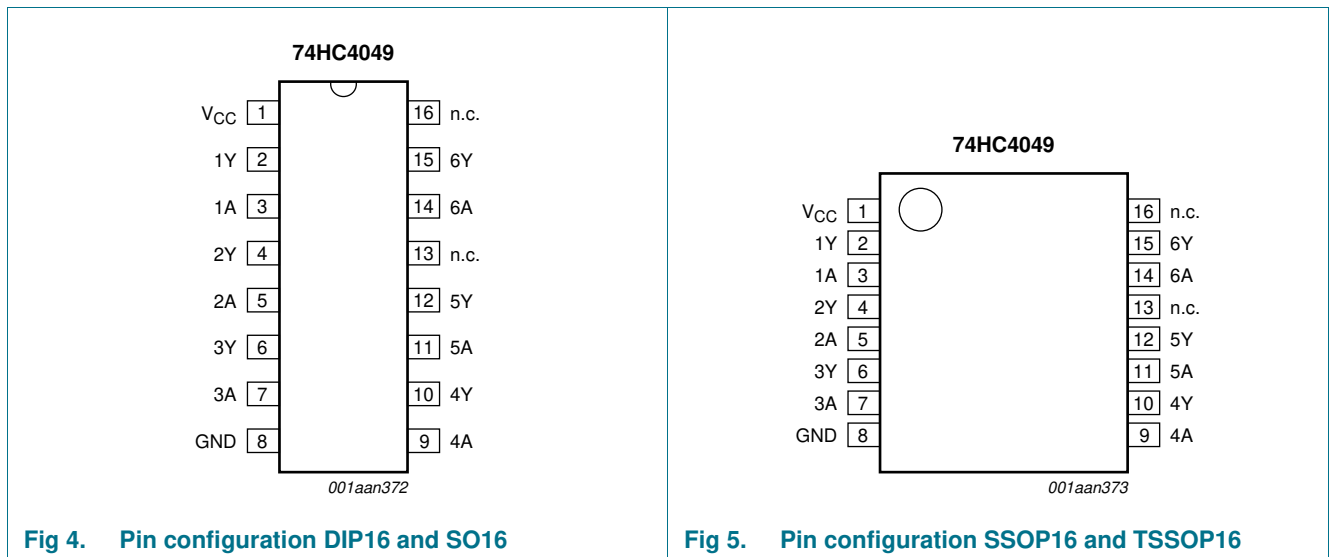 74HC4049
VCC 1 16 n.c.
1Y 2 15 6Y
1A 3 14 6A
2Y 4 13 n.c.
2A 5 12 5Y
3Y 6 11 5A
3A 7 10 4Y
GND 8 9 4A
001aan372
Fig 4. Pin configuration DIP16 and SO16
74HC4049
VCC 1 16 n.c.
1Y 2 15 6Y
1A 3 14 6A
2Y 4 13 n.c.
2A 5 12 5Y
3Y 6 11 5A
3A 7 10 4Y
GND 8 9 4A
001aan373
Fig 5. Pin configuration SSOP16 and TSSOP16